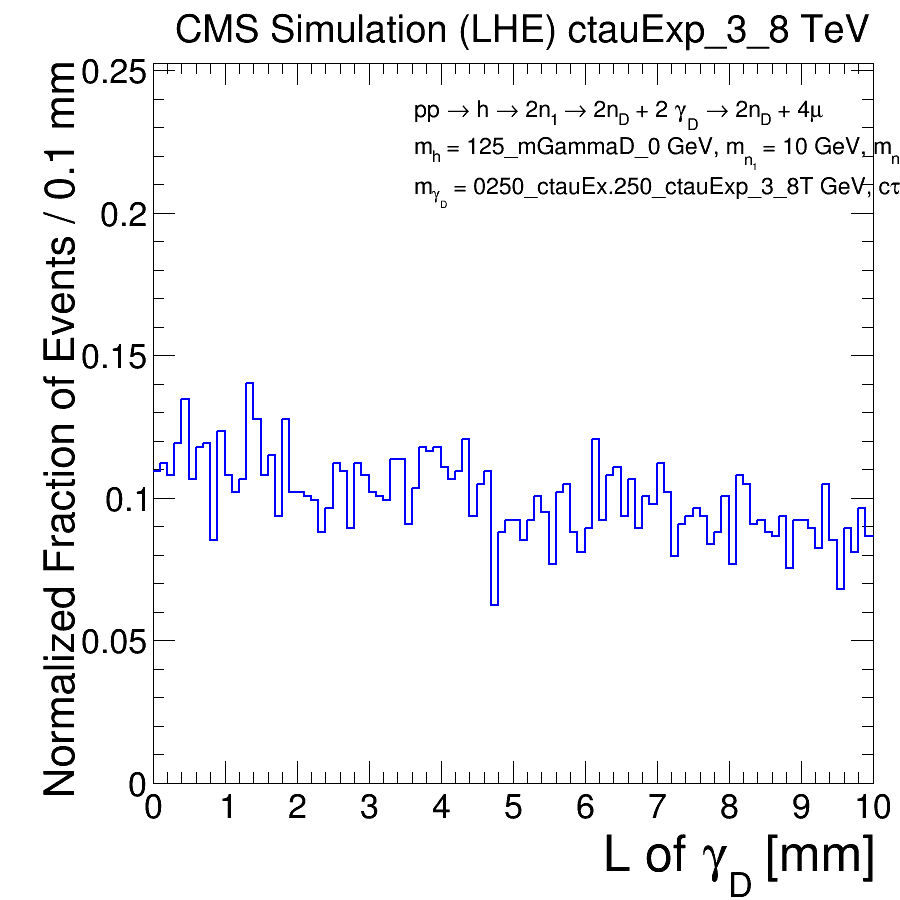 CMS Simulation (LHE) ctauExp_3_8 TeV
pp → h → 2n1 → 2nD + 2 γD → 2nD + 4μ
mh = 125_mGammaD_0 GeV, mn1 = 10 GeV, mn
mγD = 0250_ctauEx.250_ctauExp_3_8T GeV, cτ
Normalized Fraction of Events / 0.1 mm
0.25
0.2
0.15
0.1
0.05
0
0 1 2 3 4 5 6 7 8 9 10
L of γD [mm]